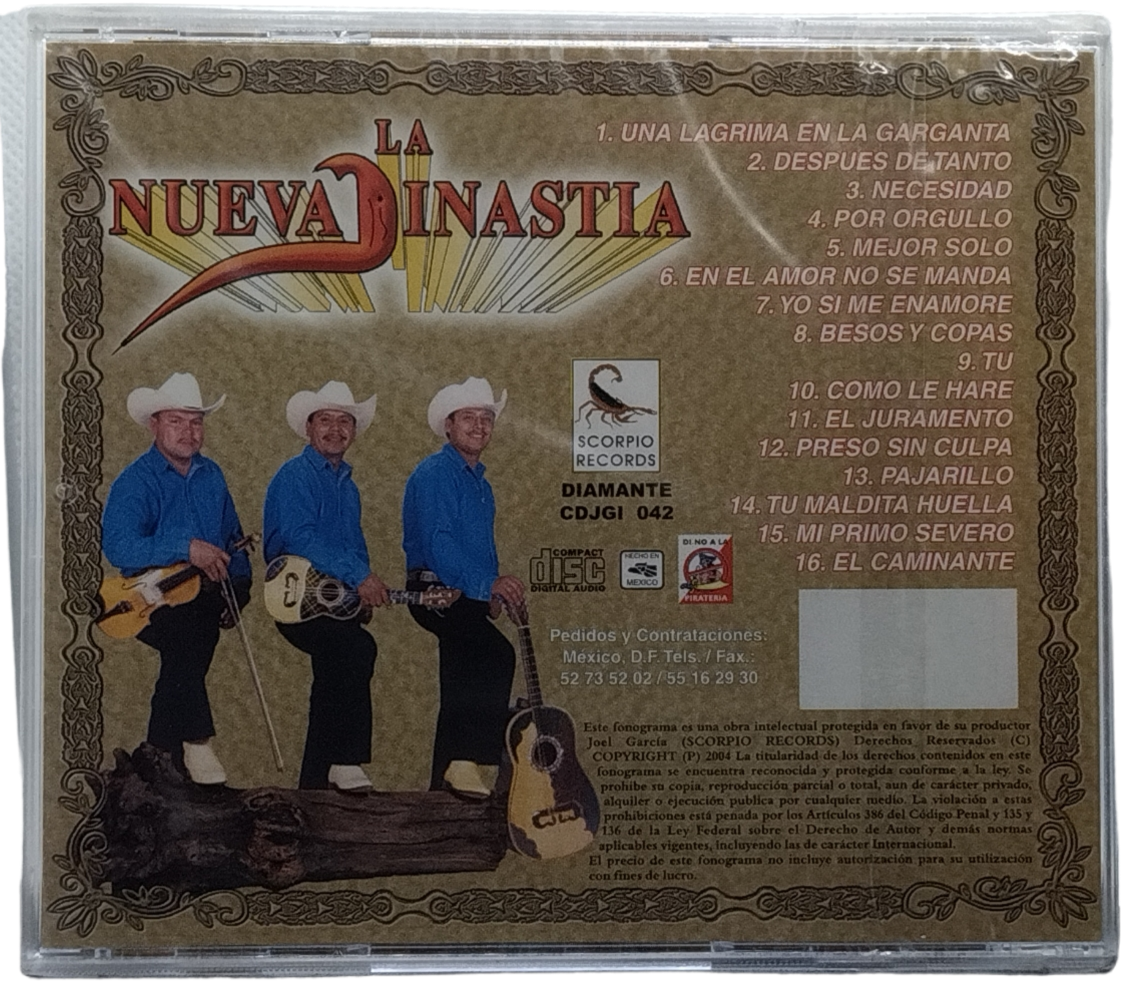 LA
NUEVA DINASTIA
1. UNA LAGRIMA EN LA GARGANTA
2. DESPUES DE TANTO
3. NECESIDAD
4. POR ORGULLO
5. MEJOR SOLO
6. EN EL AMOR NO SE MANDA
7. YO SI ME ENAMORE
8. BESOS Y COPAS
9. TU
10. COMO LE HARE
11. EL JURAMENTO
12. PRESO SIN CULPA
13. PAJARILLO
14. TU MALDITA HUELLA
15. MI PRIMO SEVERO
16. EL CAMINANTE
SCORPIO
RECORDS
DIAMANTE
CDJGI 042
COMPACT
disc
DIGITAL AUDIO
HECHO EN
MEXICO
DI NO A LA
PIRATERIA
Pedidos y Contrataciones:
México, D.F. Tels. / Fax.:
52 73 52 02 / 55 16 29 30
Este fonograma es una obra intelectual protegida en favor de su productor
Joel García (SCORPIO RECORDS) Derechos Reservados (C)
COPYRIGHT (P) 2004 La titularidad de los derechos contenidos en este
fonograma se encuentra reconocida y protegida conforme a la ley. Se
prohibe su copia, reproducción parcial o total, aun de carácter privado,
alquiler o ejecución publica por cualquier medio. La violación a estas
prohibiciones está penada por los Artículos 386 del Código Penal y 135 y
136 de la Ley Federal sobre el Derecho de Autor y demás normas
aplicables vigentes, incluyendo las de carácter Internacional.
El precio de este fonograma no incluye autorización para su utilización
con fines de lucro.